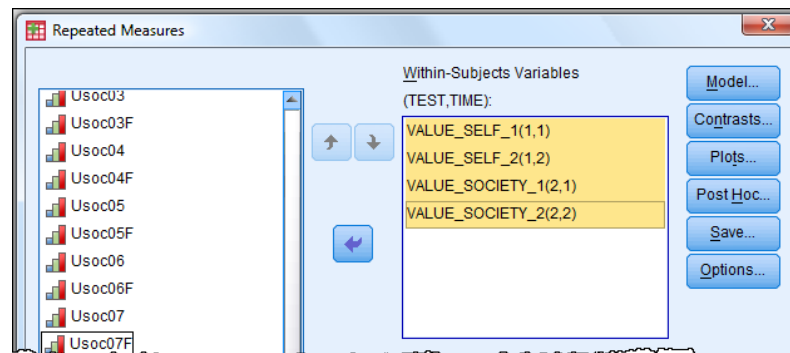 Repeated Measures
Usoc03
Usoc03F
Usoc04
Usoc04F
Usoc05
Usoc05F
Usoc06
Usoc06F
Usoc07
Usoc07F
Within-Subjects Variables
(TEST,TIME):
VALUE_SELF_1(1,1)
VALUE_SELF_2(1,2)
VALUE_SOCIETY_1(2,1)
VALUE_SOCIETY_2(2,2)
Model...
Contrasts...
Plots...
Post Hoc...
Save...
Options...